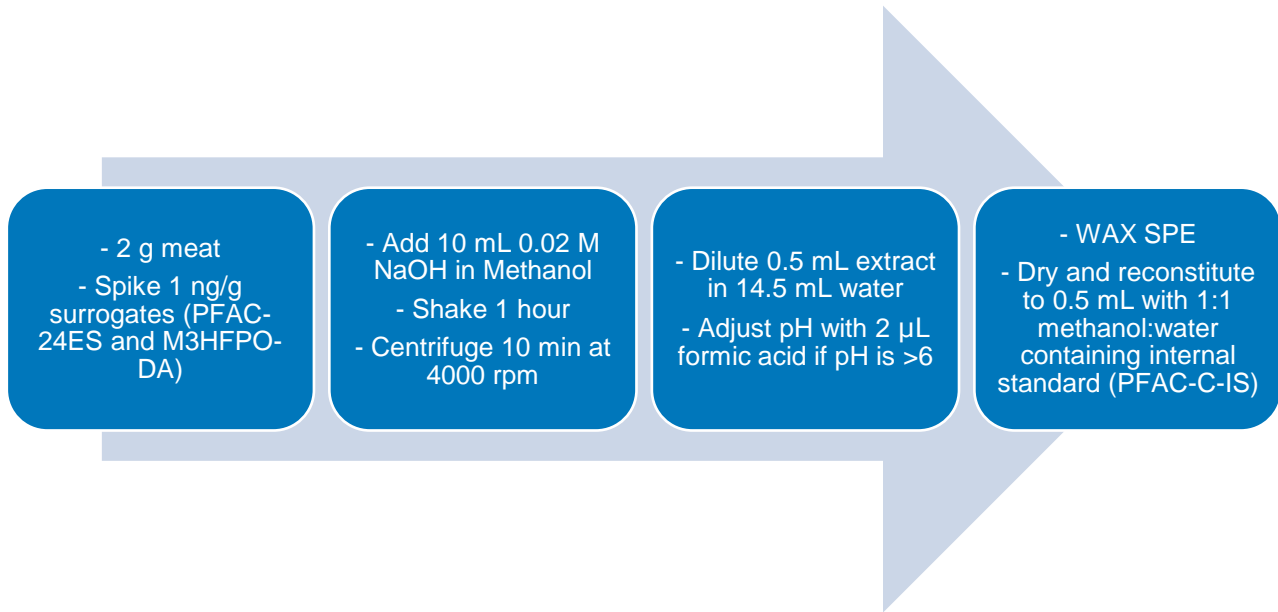 - 2 g meat
- Spike 1 ng/g
surrogates (PFAC-
24ES and M3HFPO-
DA)
- Add 10 mL 0.02 M
NaOH in Methanol
- Shake 1 hour
- Centrifuge 10 min at
4000 rpm
- Dilute 0.5 mL extract
in 14.5 mL water
- Adjust pH with 2 µL
formic acid if pH is >6
- WAX SPE
- Dry and reconstitute
to 0.5 mL with 1:1
methanol:water
containing internal
standard (PFAC-C-IS)